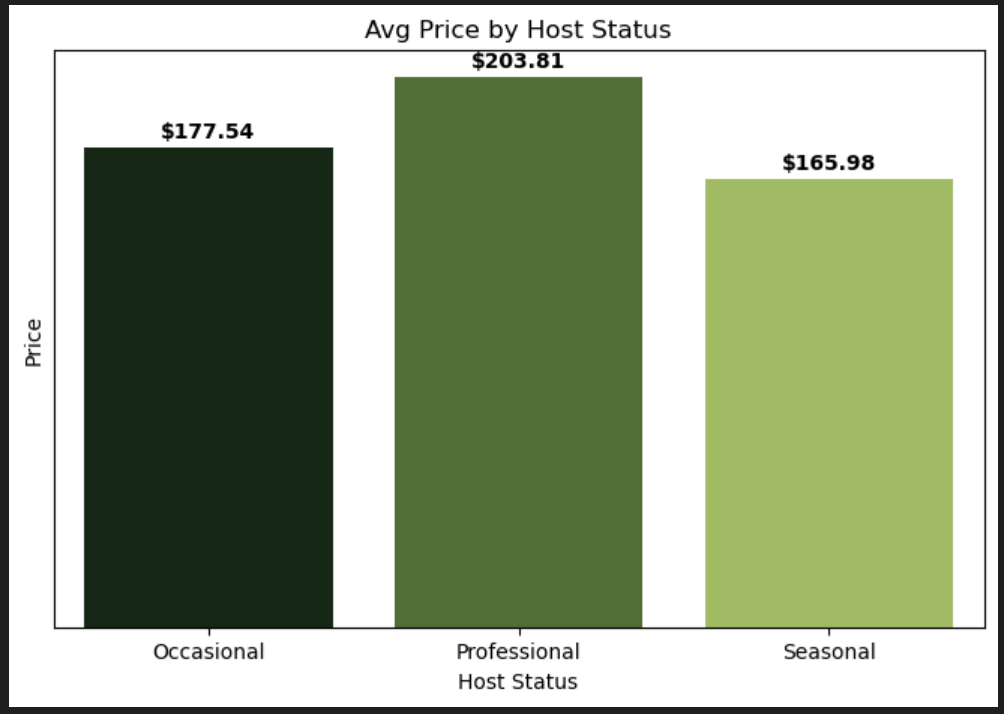 Avg Price by Host Status
$203.81
$177.54
$165.98
Price
Occasional Professional Seasonal
Host Status